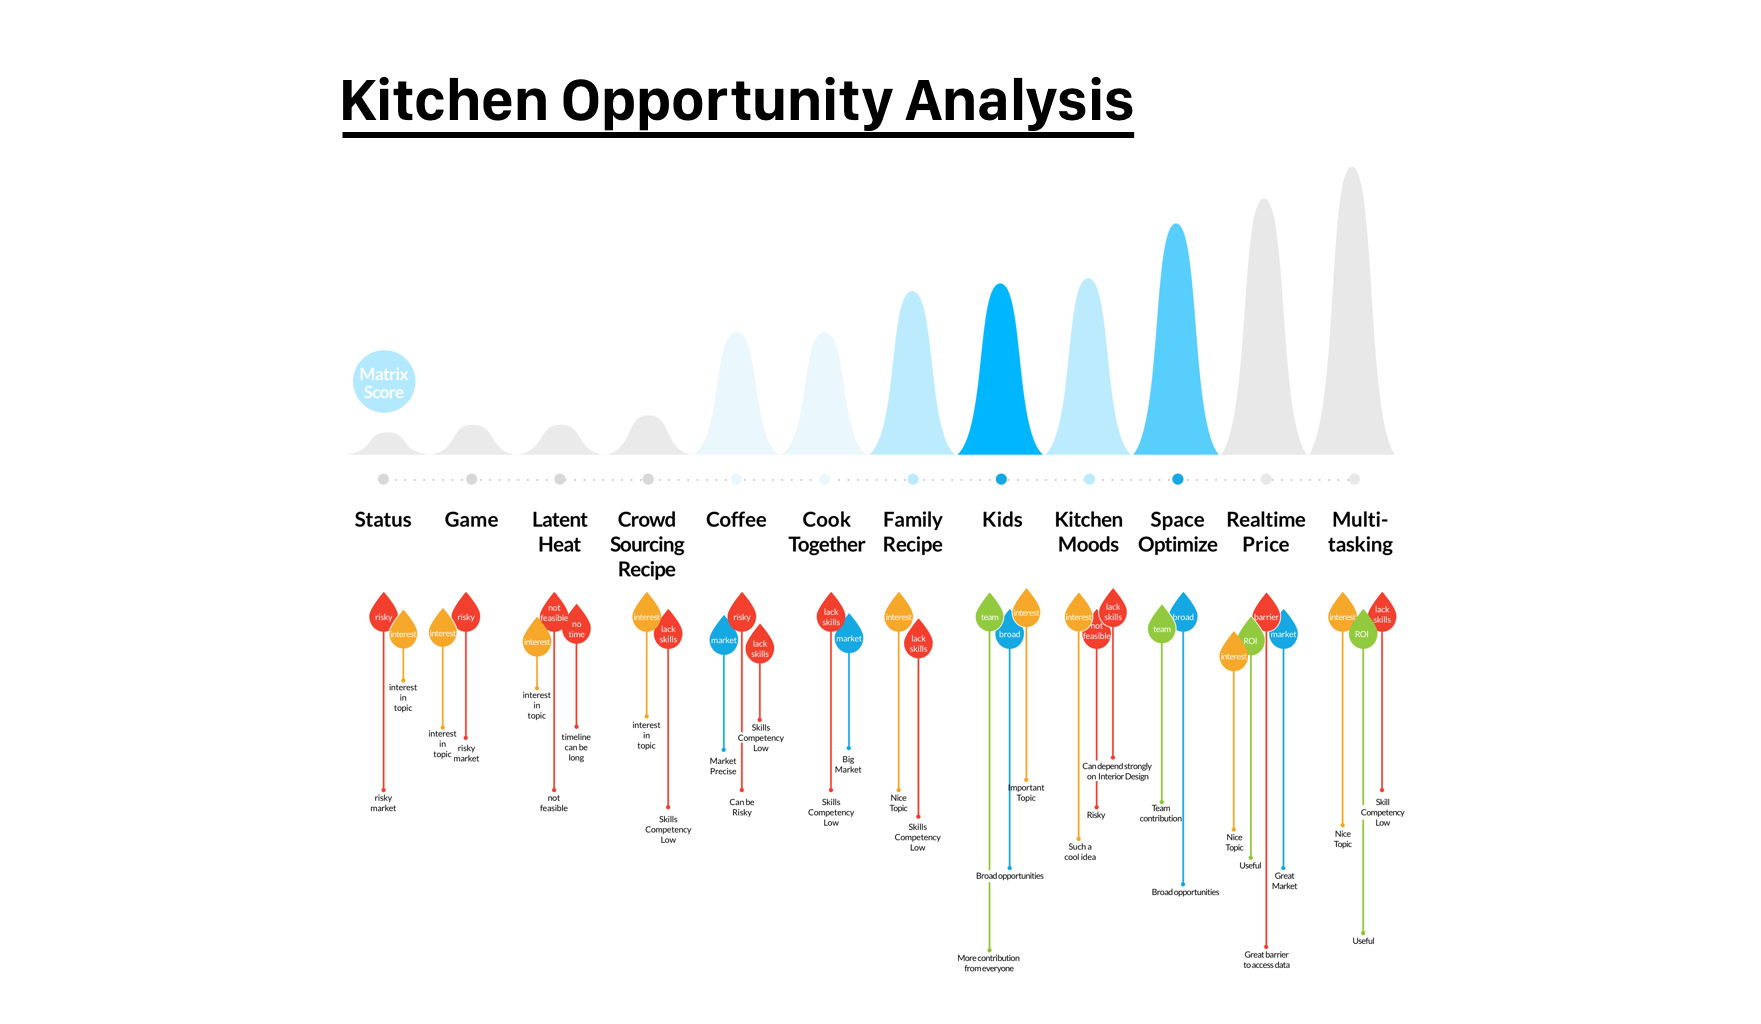 Kitchen Opportunity Analysis
Matrix
Score
Status
Game
Latent
Heat
Crowd
Sourcing
Recipe
Coffee
Cook
Together
Family
Recipe
Kids
Kitchen
Moods
Space
Optimize
Realtime
Price
Multi-
tasking
risky
interest
interest
in
topic
risky
market
interest
risky
interest
in
topic
risky
market
not
feasible
interest
no
time
interest
in
topic
timeline
can be
long
not
feasible
interest
lack
skills
interest
in
topic
Skills
Competency
Low
market
risky
lack
skills
Market
Precise
Skills
Competency
Low
Can be
Risky
lack
skills
market
Big
Market
Skills
Competency
Low
interest
lack
skills
Nice
Topic
Skills
Competency
Low
team
broad
interest
Important
Topic
Broad opportunities
More contribution
from everyone
interest
not
feasible
lack
skills
Can depend strongly
on Interior Design
Risky
Such a
cool idea
team
broad
Team
contribution
Broad opportunities
interest
ROI
barrier
market
Nice
Topic
Useful
Great
Market
Great barrier
to access data
interest
ROI
lack
skills
Skill
Competency
Low
Nice
Topic
Useful